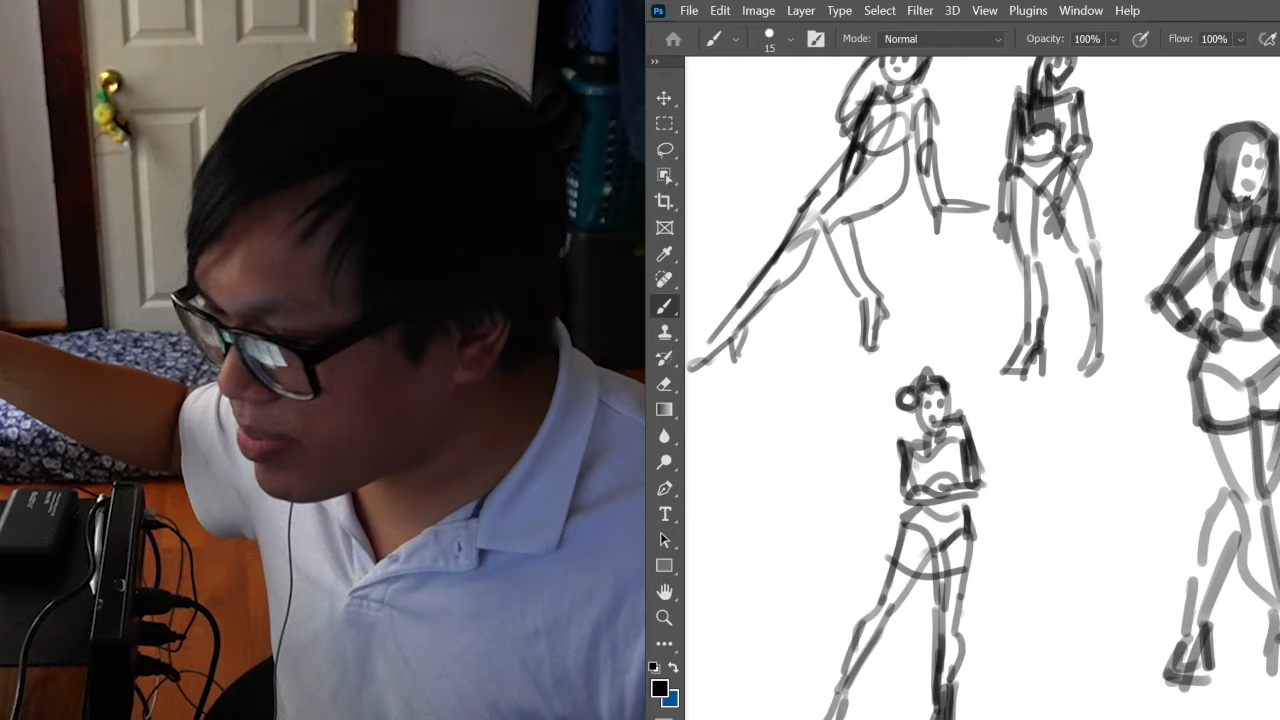 Ps File Edit Image Layer Type Select Filter 3D View Plugins Window Help
15 Mode: Normal Opacity: 100% Flow: 100%